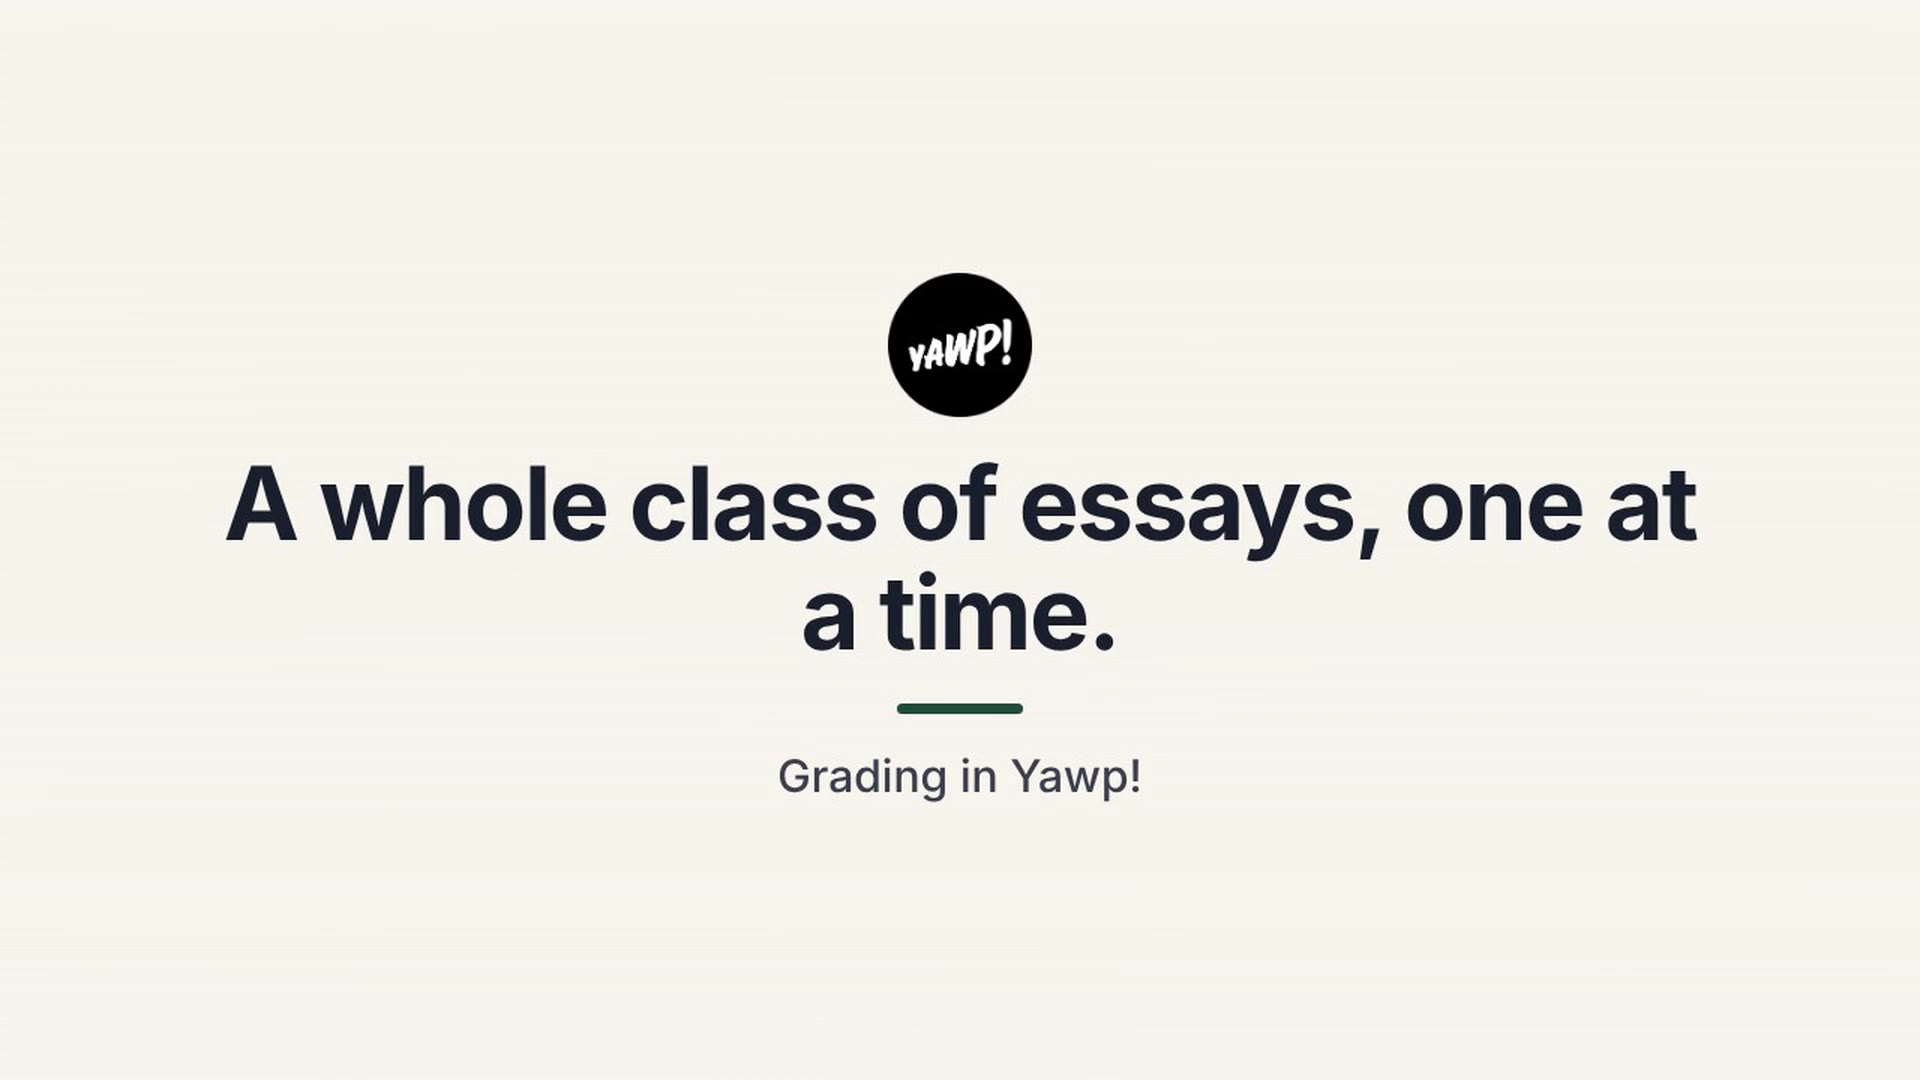 YAWP!
A whole class of essays, one at
a time.
Grading in Yawp!